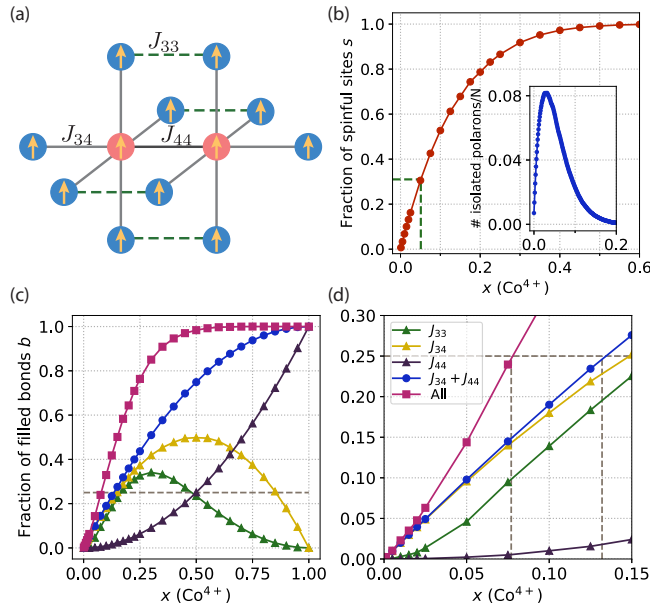 (a)
J₃₃
J₃₄
J₄₄
(b)
Fraction of spinful sites s
1.0
0.8
0.6
0.4
0.2
0.0
0.0 0.1 0.2 0.3 0.4 0.5 0.6
x (Co⁴⁺)
# isolated polarons/N
0.08
0.04
0.00
0.0 0.2
(c)
Fraction of filled bonds b
1.0
0.8
0.6
0.4
0.2
0.0
0.00 0.25 0.50 0.75 1.00
x (Co⁴⁺)
(d)
J₃₃
J₃₄
J₄₄
J₃₄ + J₄₄
All
0.30
0.25
0.20
0.15
0.10
0.05
0.00
0.00 0.05 0.10 0.15
x (Co⁴⁺)